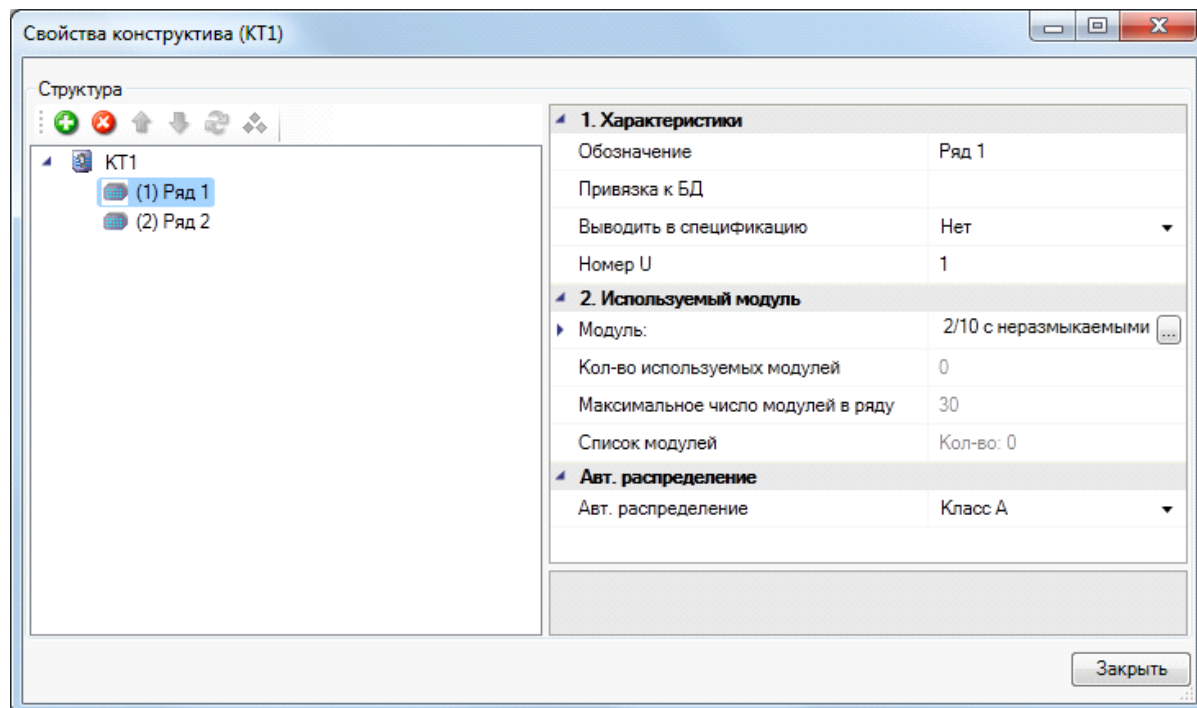 Свойства конструктива (КТ1)
Структура
КТ1
(1) Ряд 1
(2) Ряд 2
1. Характеристики
Обозначение Ряд 1
Привязка к БД
Выводить в спецификацию Нет
Номер U 1
2. Используемый модуль
Модуль: 2/10 с неразмыкаемыми ...
Кол-во используемых модулей 0
Максимальное число модулей в ряду 30
Список модулей Кол-во: 0
Авт. распределение
Авт. распределение Класс А
Закрыть